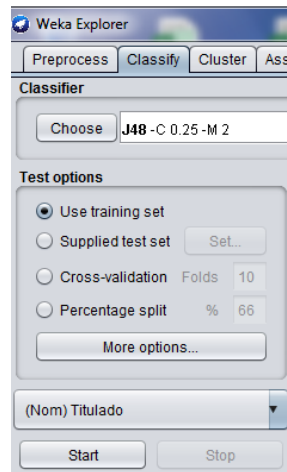 Weka Explorer
Preprocess Classify Cluster Ass
Classifier
Choose J48 -C 0.25 -M 2
Test options
Use training set
Supplied test set Set...
Cross-validation Folds 10
Percentage split % 66
More options...
(Nom) Titulado
Start Stop